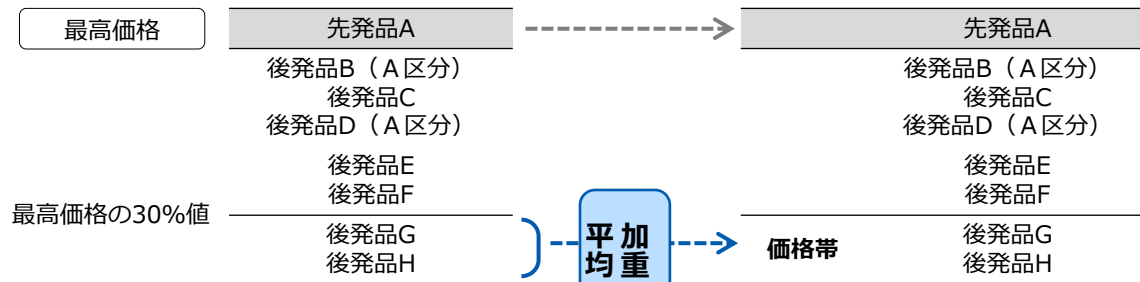 最高価格
先発品A
先発品A
後発品B（A区分）
後発品C
後発品D（A区分）
後発品B（A区分）
後発品C
後発品D（A区分）
後発品E
後発品F
後発品E
後発品F
最高価格の30%値
後発品G
後発品H
加重
平均
価格帯
後発品G
後発品H